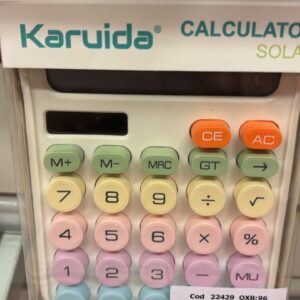 Karuida® CALCULATO
SOLA
CE AC
M+ M- MRC GT →
7 8 9 ÷ √
4 5 6 × %
1 2 3 - MU
Cod 22429 QXB:96